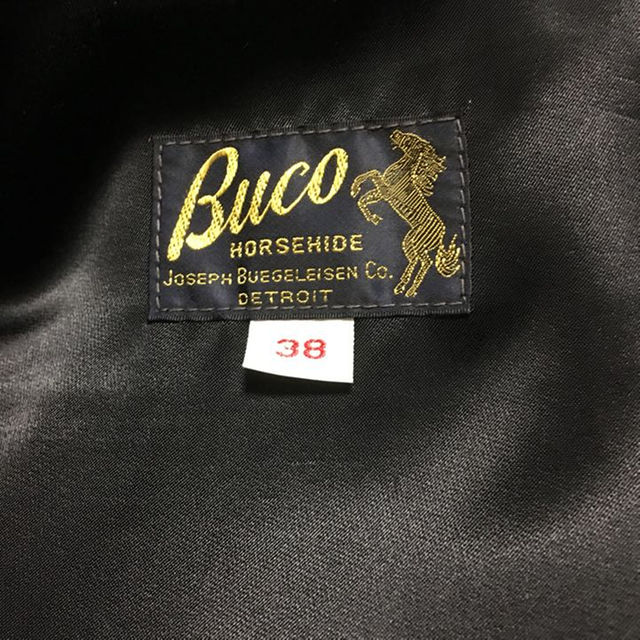 Buco
HORSEHIDE
JOSEPH BUEGELEISEN CO.
DETROIT
38